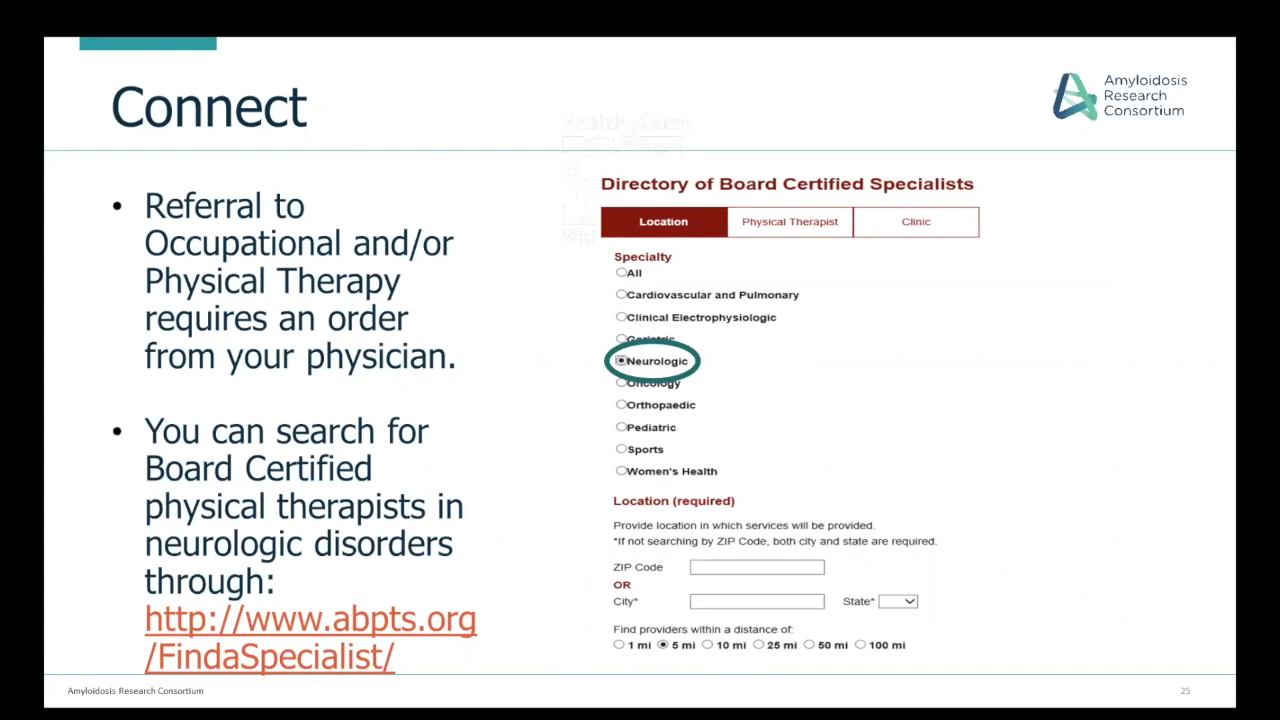 Connect
Amyloidosis
Research
Consortium
• Referral to
Occupational and/or
Physical Therapy
requires an order
from your physician.
• You can search for
Board Certified
physical therapists in
neurologic disorders
through:
http://www.abpts.org
/FindaSpecialist/
Directory of Board Certified Specialists
Location
Physical Therapist
Clinic
Specialty
All
Cardiovascular and Pulmonary
Clinical Electrophysiologic
Geriatric
Neurologic
Oncology
Orthopaedic
Pediatric
Sports
Women's Health
Location (required)
Provide location in which services will be provided.
*If not searching by ZIP Code, both city and state are required.
ZIP Code
OR
City*
State*
Find providers within a distance of:
1 mi 5 mi 10 mi 25 mi 50 mi 100 mi
Amyloidosis Research Consortium
25